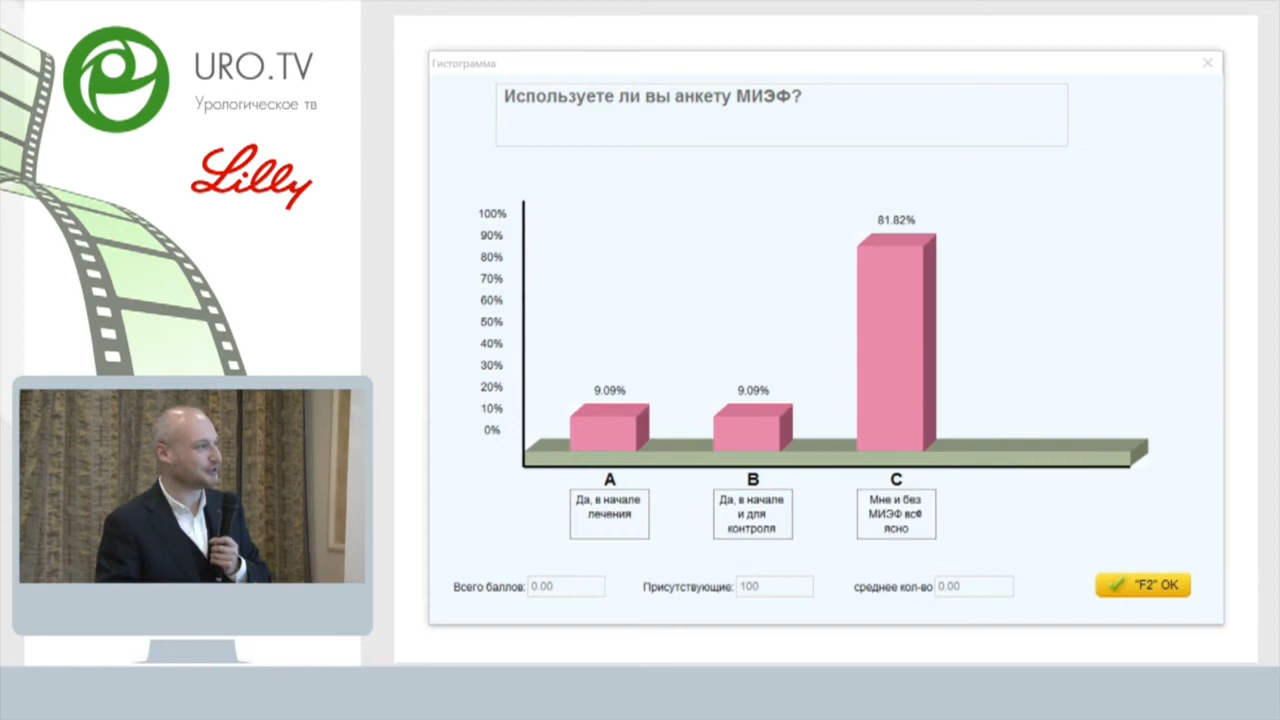 URO.TV
Урологическое тв
Lilly
Гистограмма
Используете ли вы анкету МИЭФ?
100%
90%
80%
70%
60%
50%
40%
30%
20%
10%
0%
9.09%
9.09%
81.82%
A
B
C
Да, в начале
лечения
Да, в начале
и для
контроля
Мне и без
МИЭФ всё
ясно
Всего баллов: 0.00
Присутствующие: 100
среднее кол-во 0.00
"F2" OK